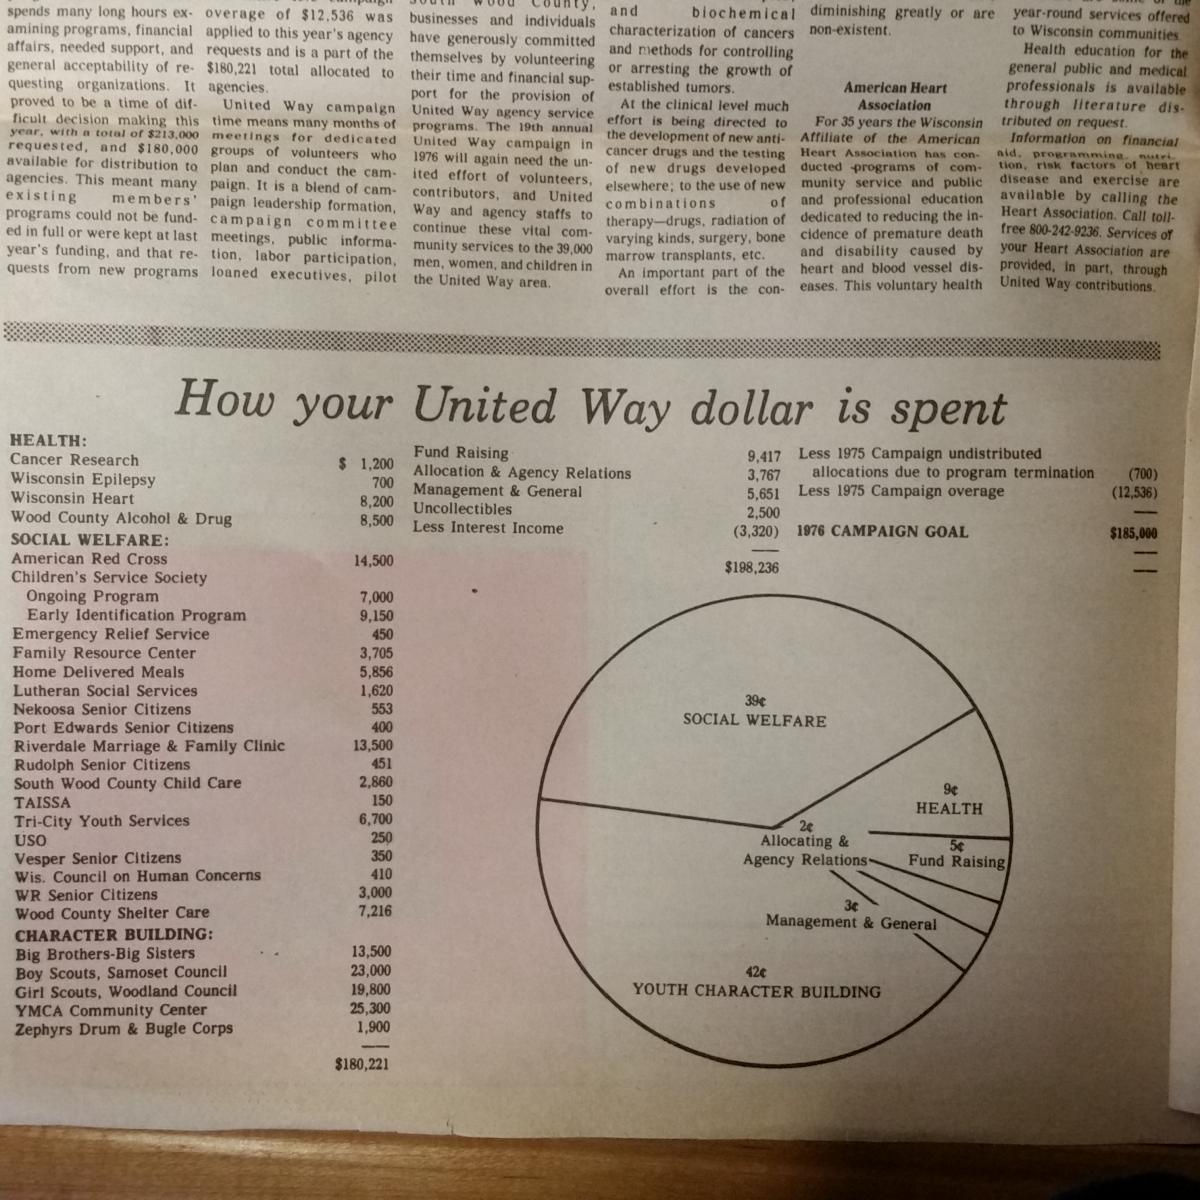 spends many long hours ex-
amining programs, financial
affairs, needed support, and
general acceptability of re-
questing organizations. It
proved to be a time of dif-
ficult decision making this
year, with a total of $213,000
requested, and $180,000
available for distribution to
agencies. This meant many
existing members'
programs could not be fund-
ed in full or were kept at last
year's funding, and that re-
quests from new programs
overage of $12,536 was
applied to this year's agency
requests and is a part of the
$180,221 total allocated to
agencies.
United Way campaign
time means many months of
meetings for dedicated
groups of volunteers who
plan and conduct the cam-
paign. It is a blend of cam-
paign leadership formation,
campaign committee
meetings, public informa-
tion, labor participation,
loaned executives, pilot
South Wood County,
businesses and individuals
have generously committed
themselves by volunteering
their time and financial sup-
port for the provision of
United Way agency service
programs. The 19th annual
United Way campaign in
1976 will again need the un-
ited effort of volunteers,
contributors, and United
Way and agency staffs to
continue these vital com-
munity services to the 39,000
men, women, and children in
the United Way area.
and biochemical
characterization of cancers
and methods for controlling
or arresting the growth of
established tumors.
At the clinical level much
effort is being directed to
the development of new anti-
cancer drugs and the testing
of new drugs developed
elsewhere; to the use of new
combinations of
therapy—drugs, radiation of
varying kinds, surgery, bone
marrow transplants, etc.
An important part of the
overall effort is the con-
diminishing greatly or are
non-existent.
American Heart
Association
For 35 years the Wisconsin
Affiliate of the American
Heart Association has con-
ducted programs of com-
munity service and public
and professional education
dedicated to reducing the in-
cidence of premature death
and disability caused by
heart and blood vessel dis-
eases. This voluntary health
year-round services offered
to Wisconsin communities
Health education for the
general public and medical
professionals is available
through literature dis-
tributed on request.
Information on financial
aid, programming, nutri-
tion, risk factors of heart
disease and exercise are
available by calling the
Heart Association. Call toll-
free 800-242-9236. Services of
your Heart Association are
provided, in part, through
United Way contributions.
How your United Way dollar is spent
HEALTH:
Cancer Research $ 1,200
Wisconsin Epilepsy 700
Wisconsin Heart 8,200
Wood County Alcohol & Drug 8,500
SOCIAL WELFARE:
American Red Cross 14,500
Children's Service Society
Ongoing Program 7,000
Early Identification Program 9,150
Emergency Relief Service 450
Family Resource Center 3,705
Home Delivered Meals 5,856
Lutheran Social Services 1,620
Nekoosa Senior Citizens 553
Port Edwards Senior Citizens 400
Riverdale Marriage & Family Clinic 13,500
Rudolph Senior Citizens 451
South Wood County Child Care 2,860
TAISSA 150
Tri-City Youth Services 6,700
USO 250
Vesper Senior Citizens 350
Wis. Council on Human Concerns 410
WR Senior Citizens 3,000
Wood County Shelter Care 7,216
CHARACTER BUILDING:
Big Brothers-Big Sisters 13,500
Boy Scouts, Samoset Council 23,000
Girl Scouts, Woodland Council 19,800
YMCA Community Center 25,300
Zephyrs Drum & Bugle Corps 1,900
$180,221
Fund Raising 9,417
Allocation & Agency Relations 3,767
Management & General 5,651
Uncollectibles 2,500
Less Interest Income (3,320)
$198,236
Less 1975 Campaign undistributed
allocations due to program termination (700)
Less 1975 Campaign overage (12,536)
1976 CAMPAIGN GOAL $185,000
39¢
SOCIAL WELFARE
9¢
HEALTH
2¢
Allocating &
Agency Relations
5¢
Fund Raising
3¢
Management & General
42¢
YOUTH CHARACTER BUILDING